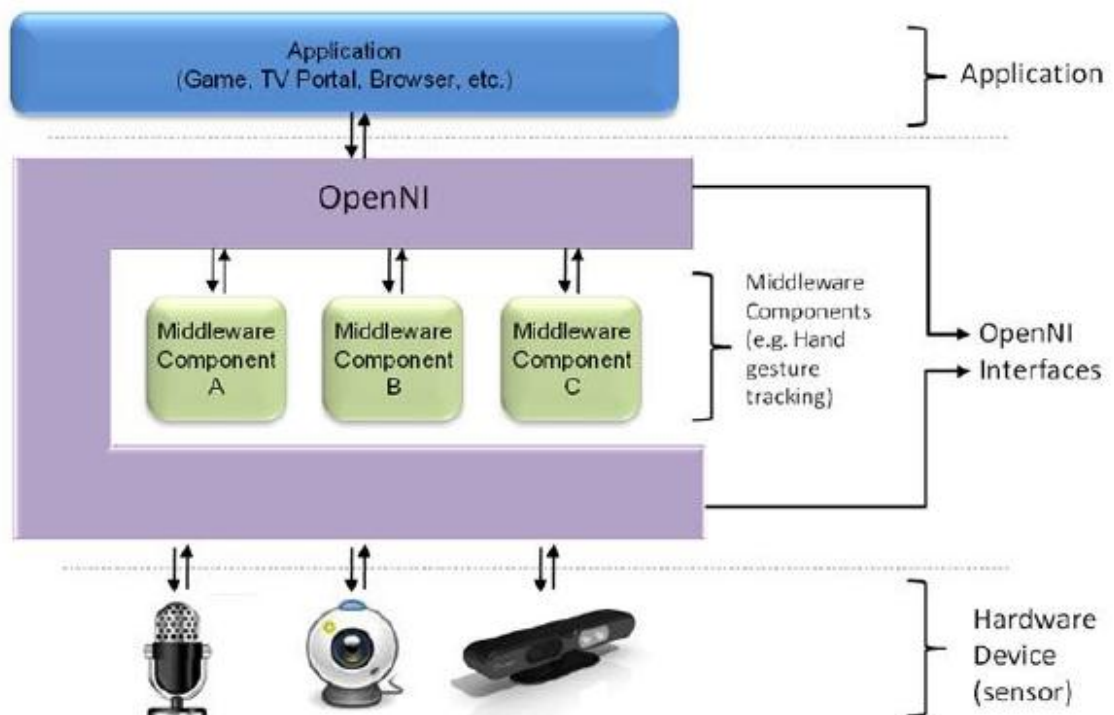 Application
(Game, TV Portal, Browser, etc.)
Application
OpenNI
Middleware
Component
A
Middleware
Component
B
Middleware
Component
C
Middleware
Components
(e.g. Hand
gesture
tracking)
OpenNI
Interfaces
Hardware
Device
(sensor)